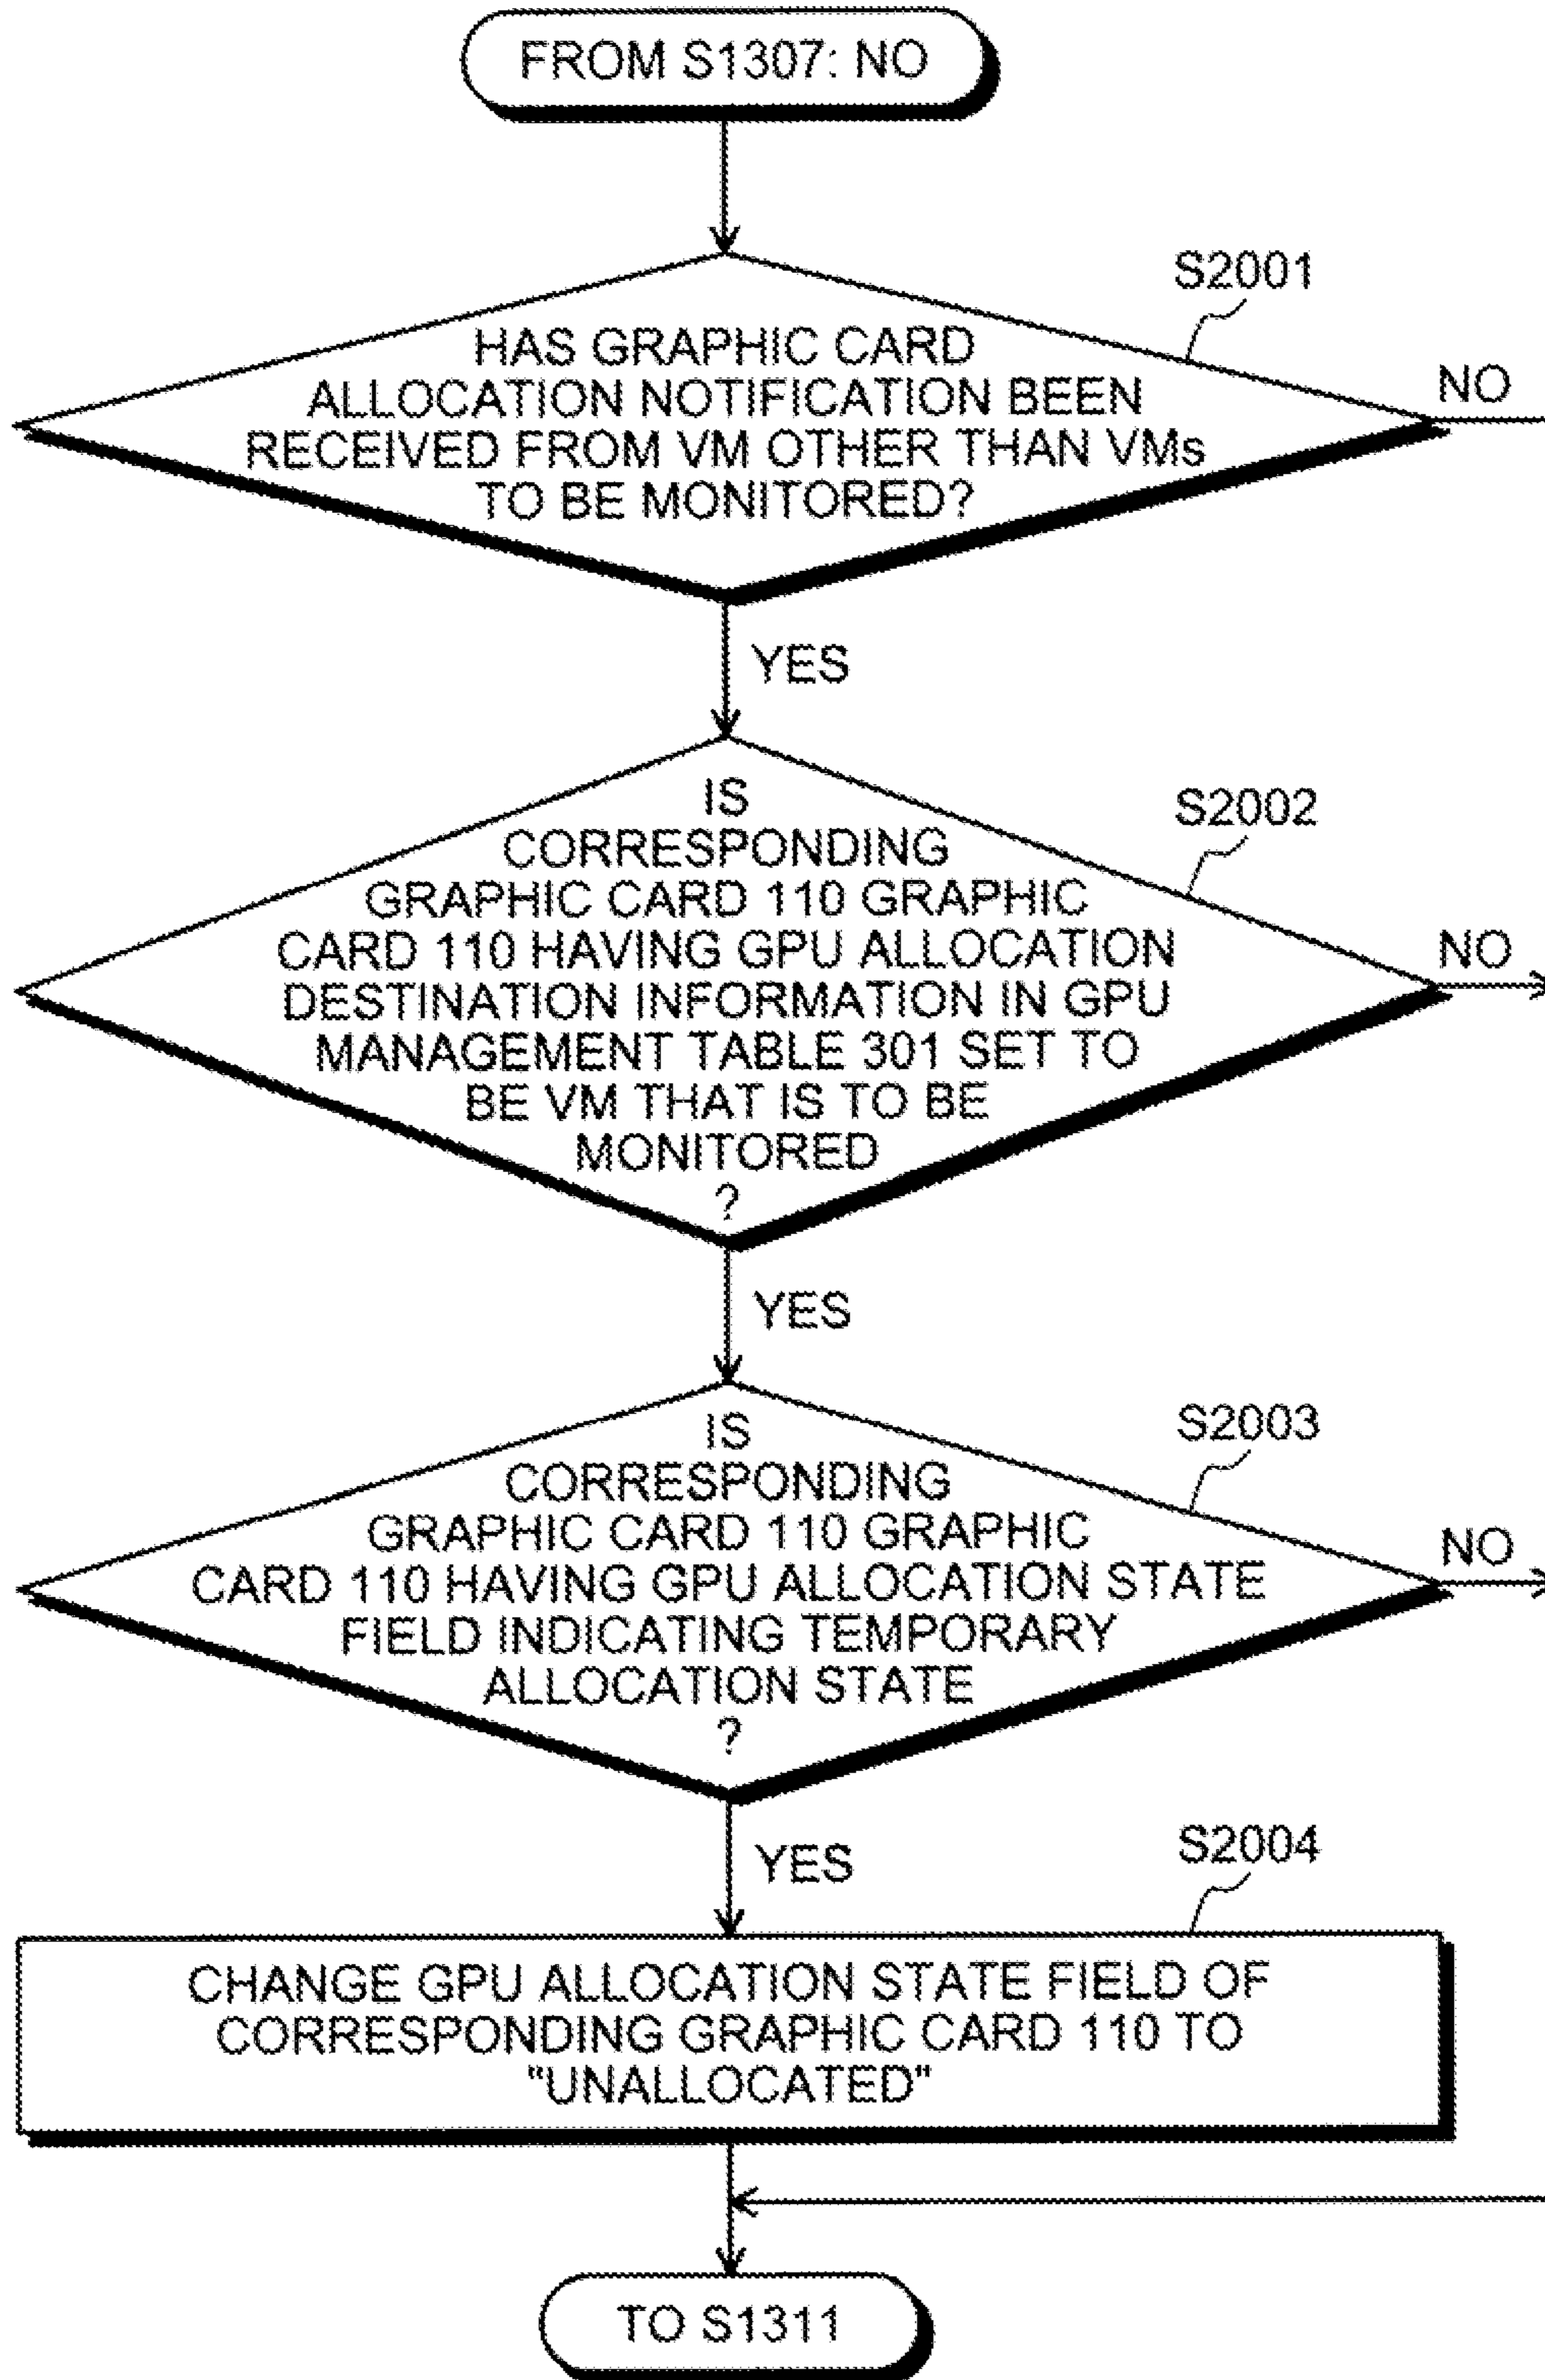 FROM S1307: NO
S2001
HAS GRAPHIC CARD
ALLOCATION NOTIFICATION BEEN
RECEIVED FROM VM OTHER THAN VMs
TO BE MONITORED?
NO
YES
S2002
IS
CORRESPONDING
GRAPHIC CARD 110 GRAPHIC
CARD 110 HAVING GPU ALLOCATION
DESTINATION INFORMATION IN GPU
MANAGEMENT TABLE 301 SET TO
BE VM THAT IS TO BE
MONITORED
?
NO
YES
S2003
IS
CORRESPONDING
GRAPHIC CARD 110 GRAPHIC
CARD 110 HAVING GPU ALLOCATION STATE
FIELD INDICATING TEMPORARY
ALLOCATION STATE
?
NO
YES
S2004
CHANGE GPU ALLOCATION STATE FIELD OF
CORRESPONDING GRAPHIC CARD 110 TO
"UNALLOCATED"
TO S1311